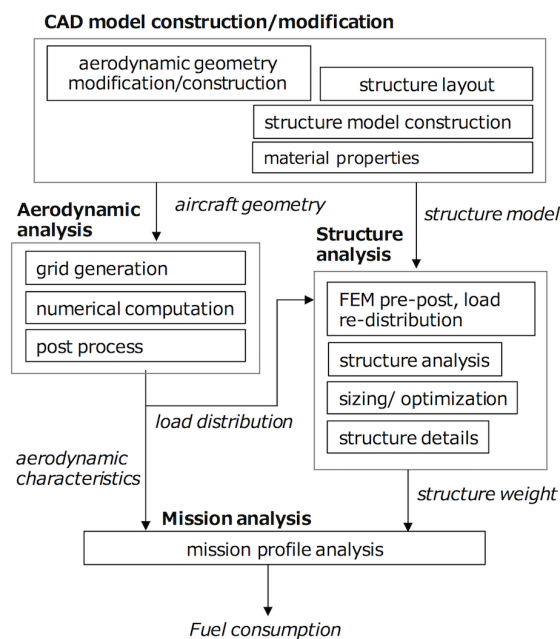 CAD model construction/modification
aerodynamic geometry
modification/construction
structure layout
structure model construction
material properties
aircraft geometry
structure model
Aerodynamic
analysis
Structure
analysis
grid generation
numerical computation
post process
FEM pre-post, load
re-distribution
structure analysis
sizing/ optimization
structure details
load distribution
aerodynamic
characteristics
structure weight
Mission analysis
mission profile analysis
Fuel consumption